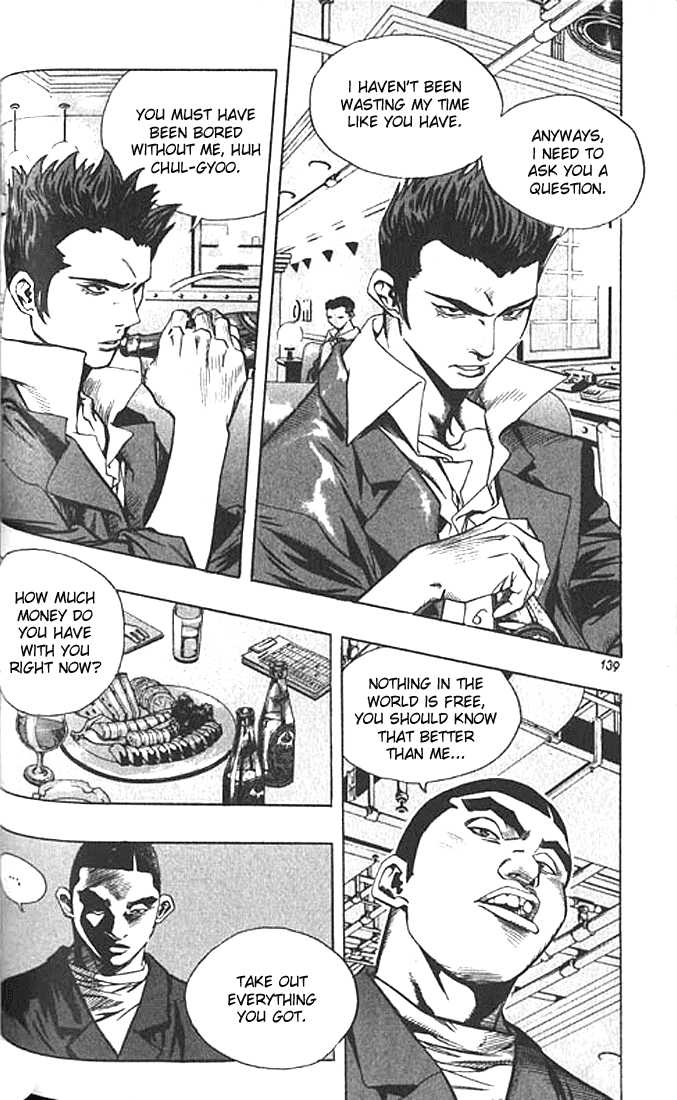 YOU MUST HAVE
BEEN BORED
WITHOUT ME, HUH
CHUL-GYOO.
I HAVEN'T BEEN
WASTING MY TIME
LIKE YOU HAVE.
ANYWAYS,
I NEED TO
ASK YOU A
QUESTION.
HOW MUCH
MONEY DO
YOU HAVE
WITH YOU
RIGHT NOW?
...
TAKE OUT
EVERYTHING
YOU GOT.
NOTHING IN THE
WORLD IS FREE,
YOU SHOULD KNOW
THAT BETTER
THAN ME...
139